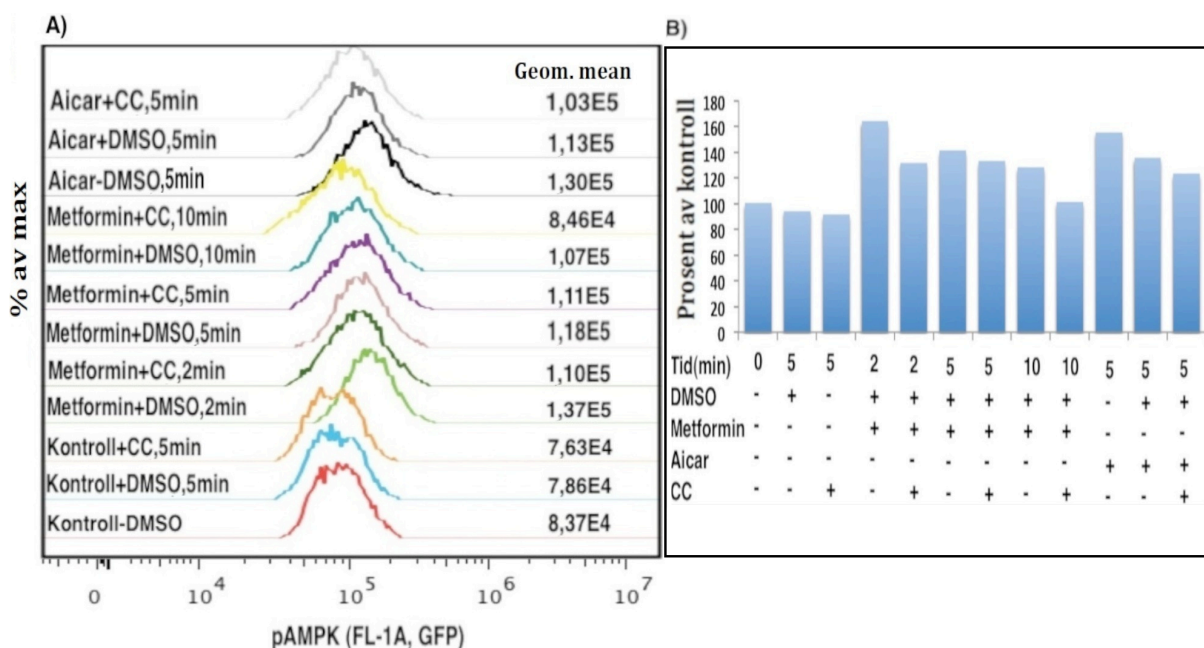 A)
Geom. mean
Aicar+CC,5min 1,03E5
Aicar+DMSO,5min 1,13E5
Aicar-DMSO,5min 1,30E5
Metformin+CC,10min 8,46E4
Metformin+DMSO,10min 1,07E5
Metformin+CC,5min 1,11E5
Metformin+DMSO,5min 1,18E5
Metformin+CC,2min 1,10E5
Metformin+DMSO,2min 1,37E5
Kontroll+CC,5min 7,63E4
Kontroll+DMSO,5min 7,86E4
Kontroll-DMSO 8,37E4
% av max
0 10^4 10^5 10^6 10^7
pAMPK (FL-1A, GFP)
B)
Prosent av kontroll
180
160
140
120
100
80
60
40
20
0
Tid(min) 0 5 5 2 2 5 5 10 10 5 5 5
DMSO - + - + + + + + + - + +
Metformin - - - + + + + + + - - -
Aicar - - - - - - - - - + + +
CC - - + - + - + - + - - +